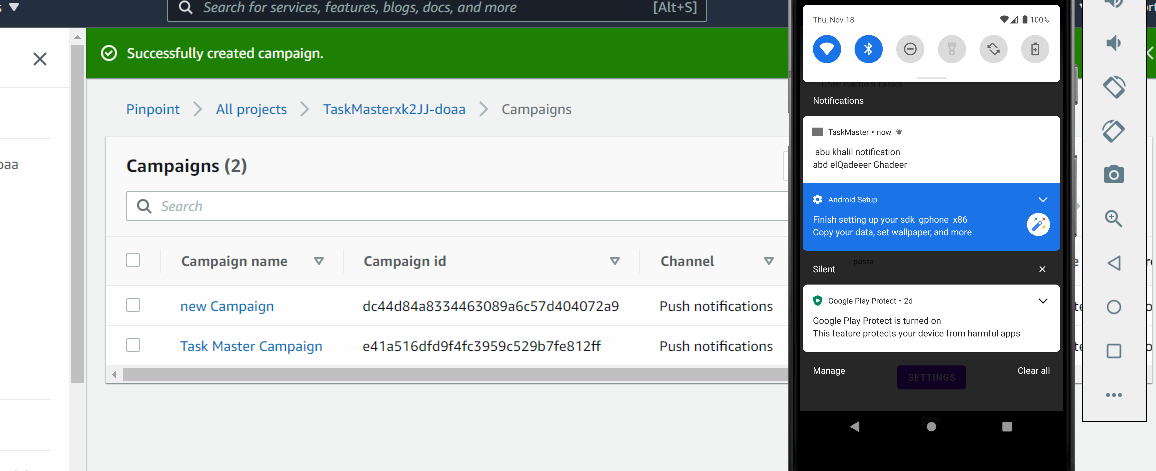 Search for services, features, blogs, docs, and more
[Alt+S]
Successfully created campaign.
Pinpoint
All projects
TaskMasterxk2JJ-doaa
Campaigns
Campaigns (2)
Search
Campaign name
Campaign id
Channel
new Campaign
dc44d84a8334463089a6c57d404072a9
Push notifications
Task Master Campaign
e41a516dfd9f4fc3959c529b7fe812ff
Push notifications
Thu, Nov 18
100%
Notifications
TaskMaster • now
abu khalil notification
abd elQadeeer Ghadeer
Android Setup
Finish setting up your sdk_gphone_x86
Copy your data, set wallpaper, and more
pasta
Silent
Google Play Protect • 2d
Google Play Protect is turned on
This feature protects your device from harmful apps
Manage
SETTINGS
Clear all